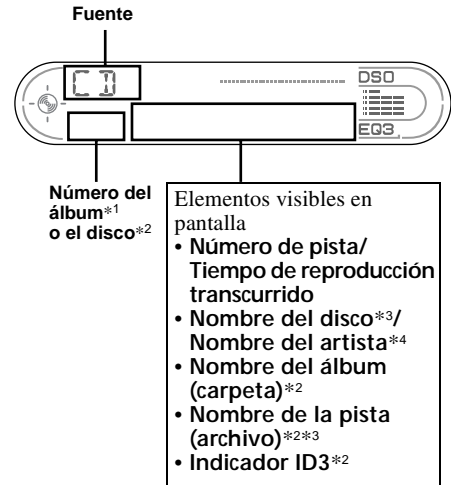 Fuente
CD
DSO
EQ3
Número del
álbum*1
o el disco*2
Elementos visibles en
pantalla
• Número de pista/
Tiempo de reproducción
transcurrido
• Nombre del disco*3/
Nombre del artista*4
• Nombre del álbum
(carpeta)*2
• Nombre de la pista
(archivo)*2*3
• Indicador ID3*2